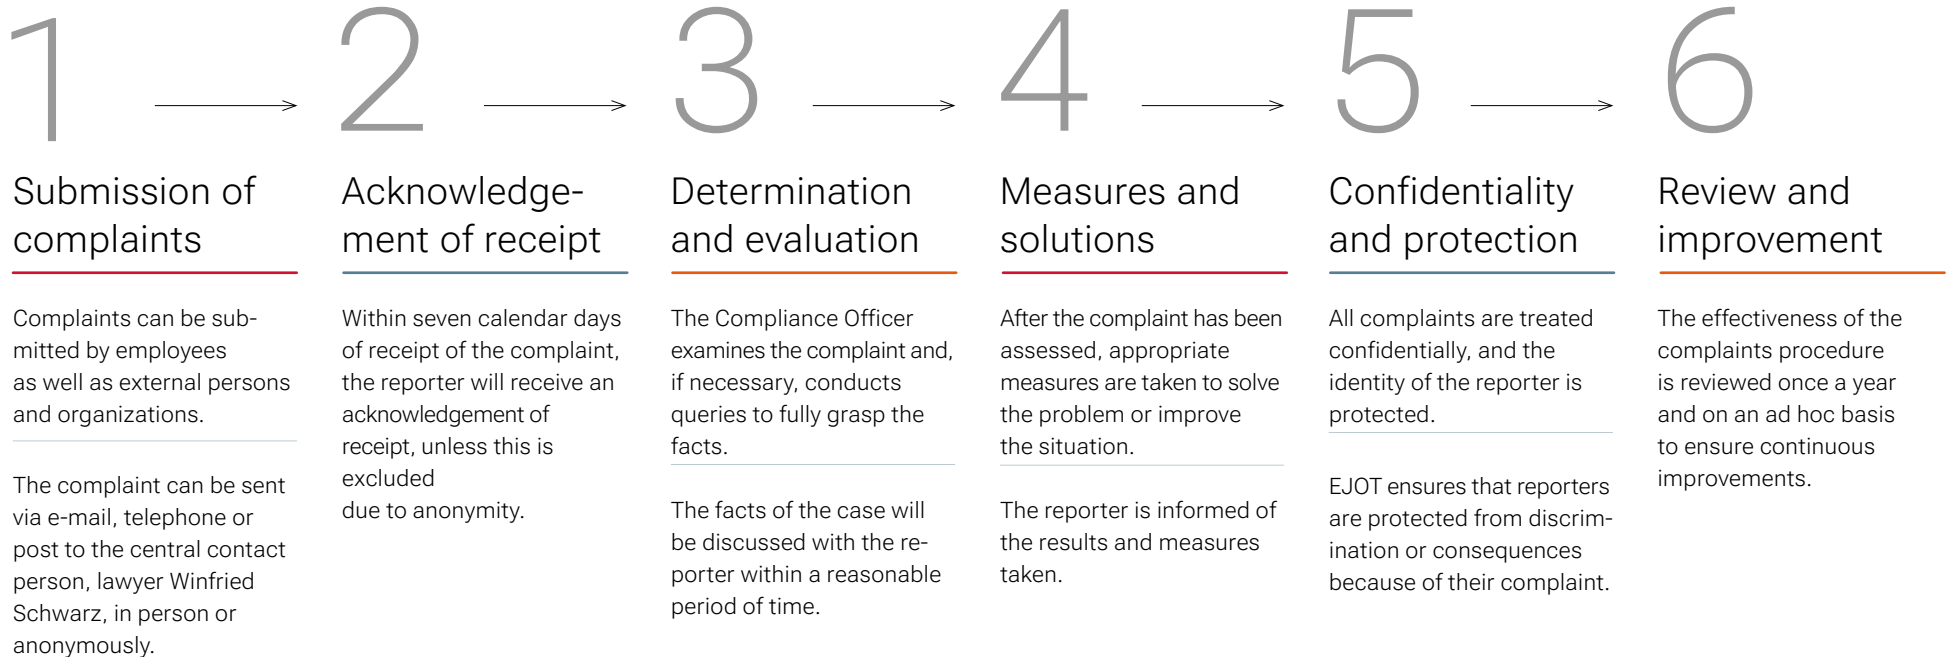 1
Submission of
complaints
Complaints can be sub-
mitted by employees
as well as external persons
and organizations.
The complaint can be sent
via e-mail, telephone or
post to the central contact
person, lawyer Winfried
Schwarz, in person or
anonymously.
2
Acknowledge-
ment of receipt
Within seven calendar days
of receipt of the complaint,
the reporter will receive an
acknowledgement of
receipt, unless this is
excluded
due to anonymity.
3
Determination
and evaluation
The Compliance Officer
examines the complaint and,
if necessary, conducts
queries to fully grasp the
facts.
The facts of the case will
be discussed with the re-
porter within a reasonable
period of time.
4
Measures and
solutions
After the complaint has been
assessed, appropriate
measures are taken to solve
the problem or improve
the situation.
The reporter is informed of
the results and measures
taken.
5
Confidentiality
and protection
All complaints are treated
confidentially, and the
identity of the reporter is
protected.
EJOT ensures that reporters
are protected from discrim-
ination or consequences
because of their complaint.
6
Review and
improvement
The effectiveness of the
complaints procedure
is reviewed once a year
and on an ad hoc basis
to ensure continuous
improvements.